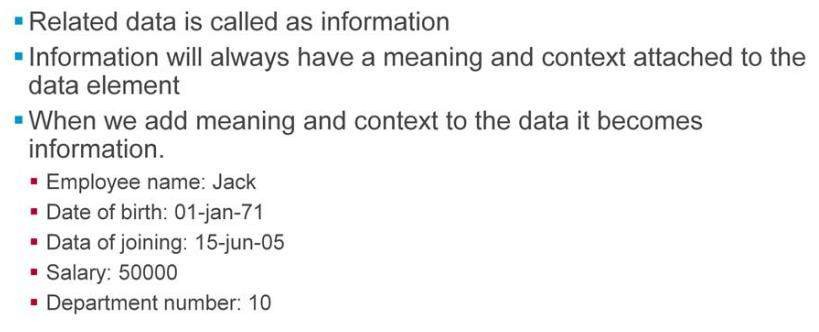 ▪ Related data is called as information
▪ Information will always have a meaning and context attached to the
data element
▪ When we add meaning and context to the data it becomes
information.
▪ Employee name: Jack
▪ Date of birth: 01-jan-71
▪ Data of joining: 15-jun-05
▪ Salary: 50000
▪ Department number: 10